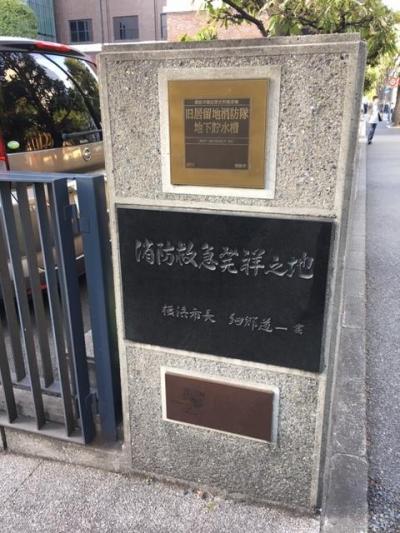 旧居留地消防隊
地下貯水槽
消防救急発祥之地
横浜市長 細郷道一書